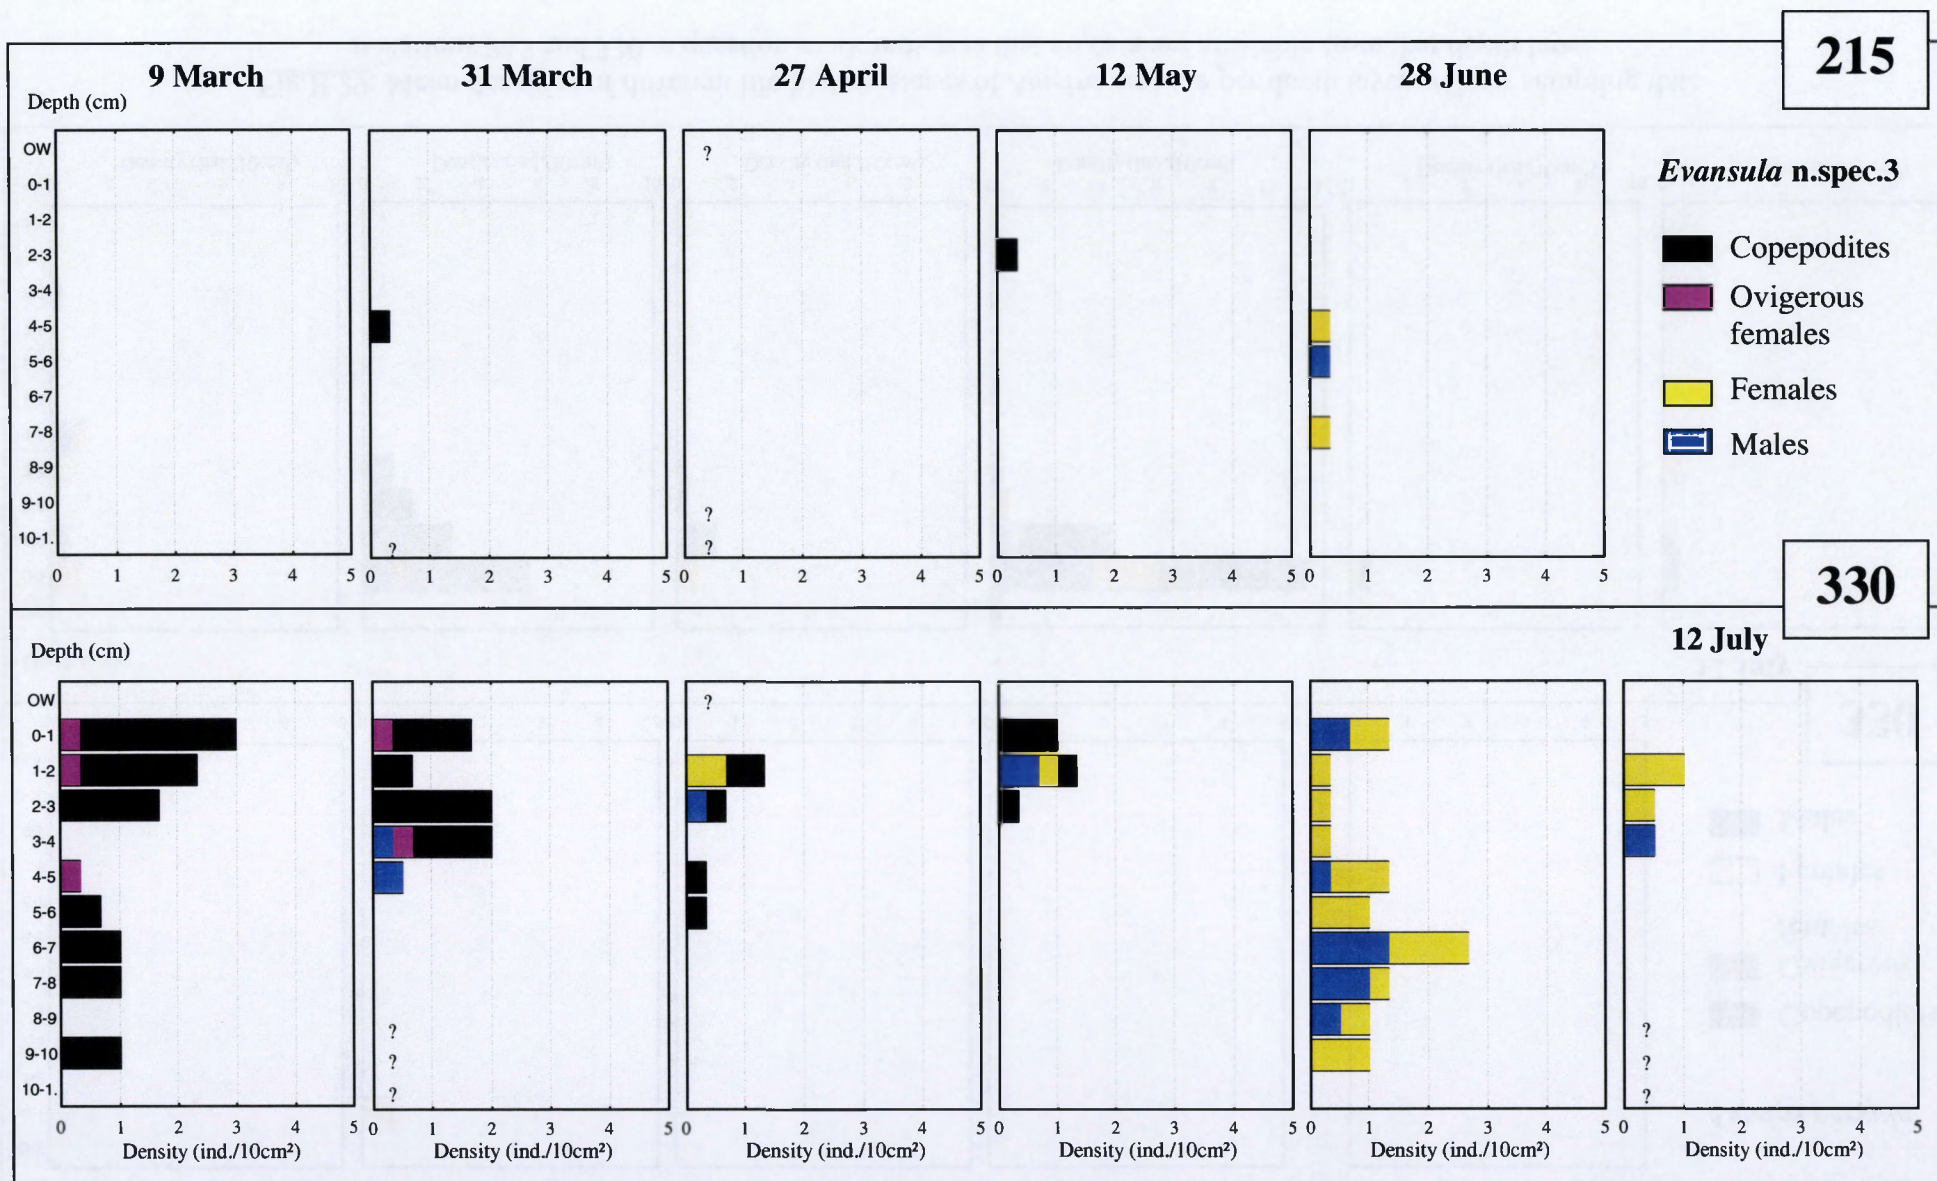 215
9 March 31 March 27 April 12 May 28 June
Depth (cm)
OW
0-1
1-2
2-3
3-4
4-5
5-6
6-7
7-8
8-9
9-10
10-1.
?
?
?
?
0 1 2 3 4 5 0 1 2 3 4 5 0 1 2 3 4 5 0 1 2 3 4 5 0 1 2 3 4 5
Evansula n.spec.3
Copepodites
Ovigerous
females
Females
Males
330
12 July
Depth (cm)
OW
0-1
1-2
2-3
3-4
4-5
5-6
6-7
7-8
8-9
9-10
10-1.
?
?
?
?
?
?
?
0 1 2 3 4 5 0 1 2 3 4 5 0 1 2 3 4 5 0 1 2 3 4 5 0 1 2 3 4 5 0 1 2 3 4 5
Density (ind./10cm²) Density (ind./10cm²) Density (ind./10cm²) Density (ind./10cm²) Density (ind./10cm²) Density (ind./10cm²)